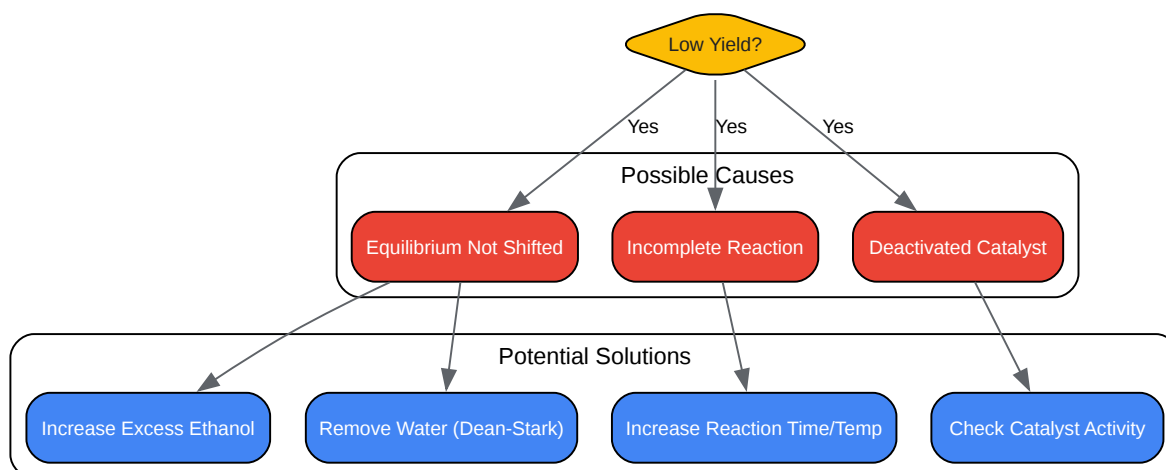 Low Yield?
Yes
Yes
Yes
Possible Causes
Equilibrium Not Shifted
Incomplete Reaction
Deactivated Catalyst
Potential Solutions
Increase Excess Ethanol
Remove Water (Dean-Stark)
Increase Reaction Time/Temp
Check Catalyst Activity